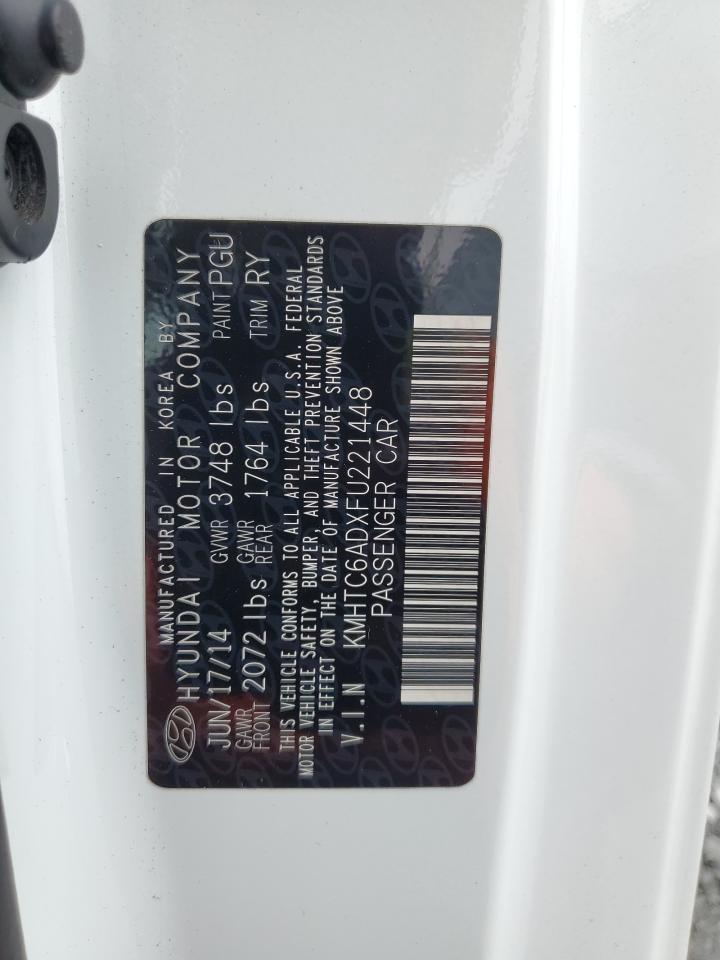 MANUFACTURED IN KOREA BY
HYUNDAI MOTOR COMPANY
JUN/17/14 GVWR 3748 lbs PAINT PGU
GAWR FRONT 2072 lbs GAWR REAR 1764 lbs TRIM RY
THIS VEHICLE CONFORMS TO ALL APPLICABLE U.S.A. FEDERAL
MOTOR VEHICLE SAFETY, BUMPER, AND THEFT PREVENTION STANDARDS
IN EFFECT ON THE DATE OF MANUFACTURE SHOWN ABOVE
V.I.N KMHTC6ADXFU221448
PASSENGER CAR